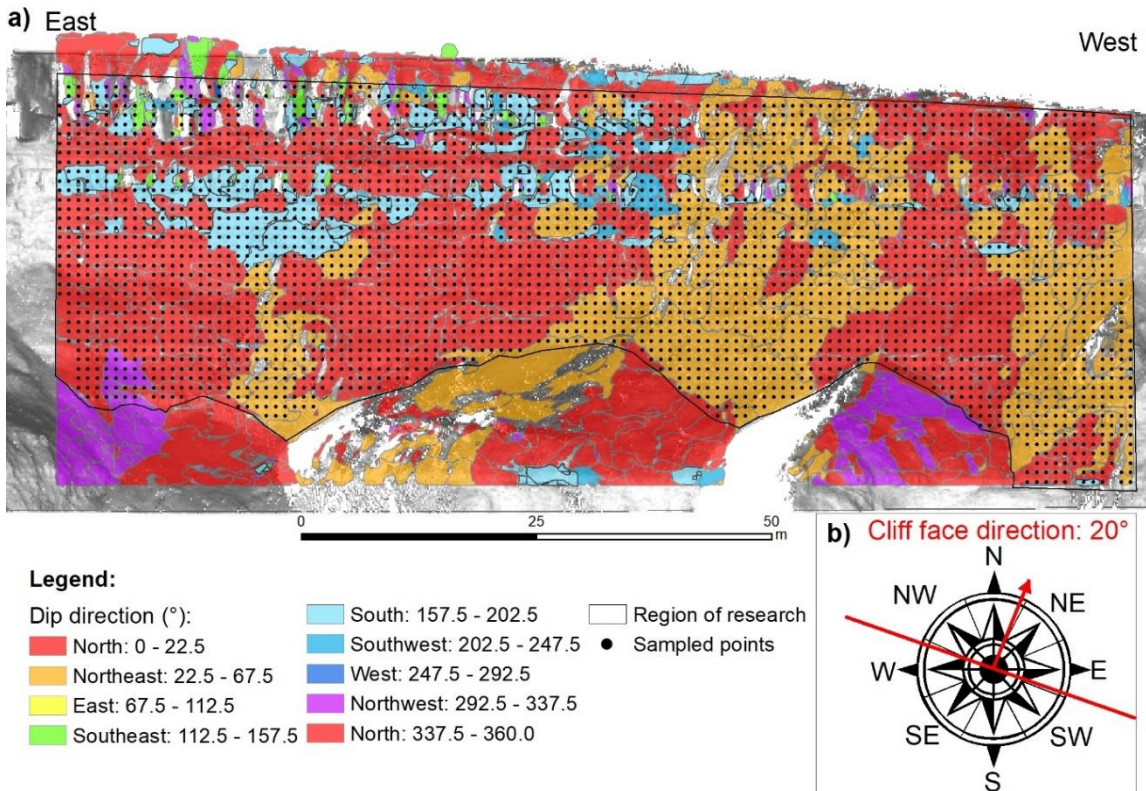 a) East
West
0 25 50
m
Legend:
Dip direction (°):
North: 0 - 22.5
Northeast: 22.5 - 67.5
East: 67.5 - 112.5
Southeast: 112.5 - 157.5
South: 157.5 - 202.5
Southwest: 202.5 - 247.5
West: 247.5 - 292.5
Northwest: 292.5 - 337.5
North: 337.5 - 360.0
Region of research
Sampled points
b) Cliff face direction: 20°
N
NW NE
W E
SE SW
S